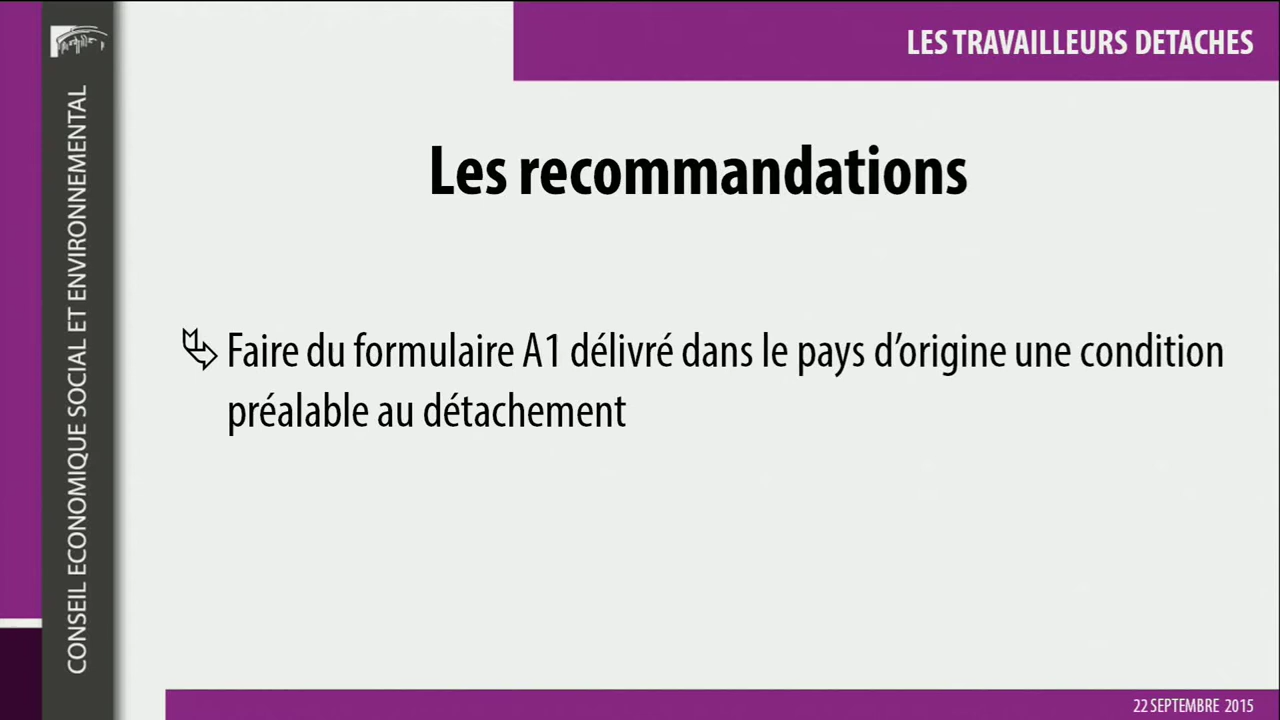 LES TRAVAILLEURS DETACHES
CONSEIL ECONOMIQUE SOCIAL ET ENVIRONNEMENTAL
Les recommandations
Faire du formulaire A1 délivré dans le pays d’origine une condition
préalable au détachement
22 SEPTEMBRE 2015